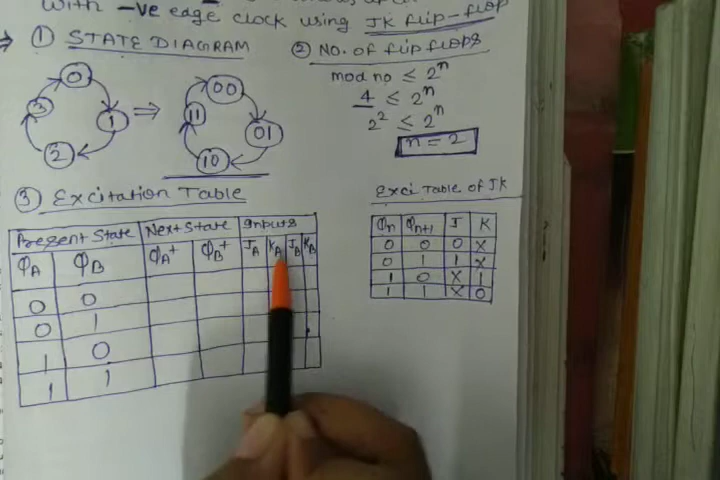 with -ve edge clock using JK flip-flop
⇒ ① STATE DIAGRAM
② NO. OF flip flops
mod no ≤ 2ⁿ
4 ≤ 2ⁿ
2² ≤ 2ⁿ
n = 2
0 1 2 3 ⇒ 00 01 10 11
③ Excitation Table
Present State Next State Inputs
QA QB QA⁺ QB⁺ JA KA JB KB
0 0
0 1
1 0
1 1
Exci Table of JK
Qn Qn+1 J K
0 0 0 X
0 1 1 X
1 0 X 1
1 1 X 0